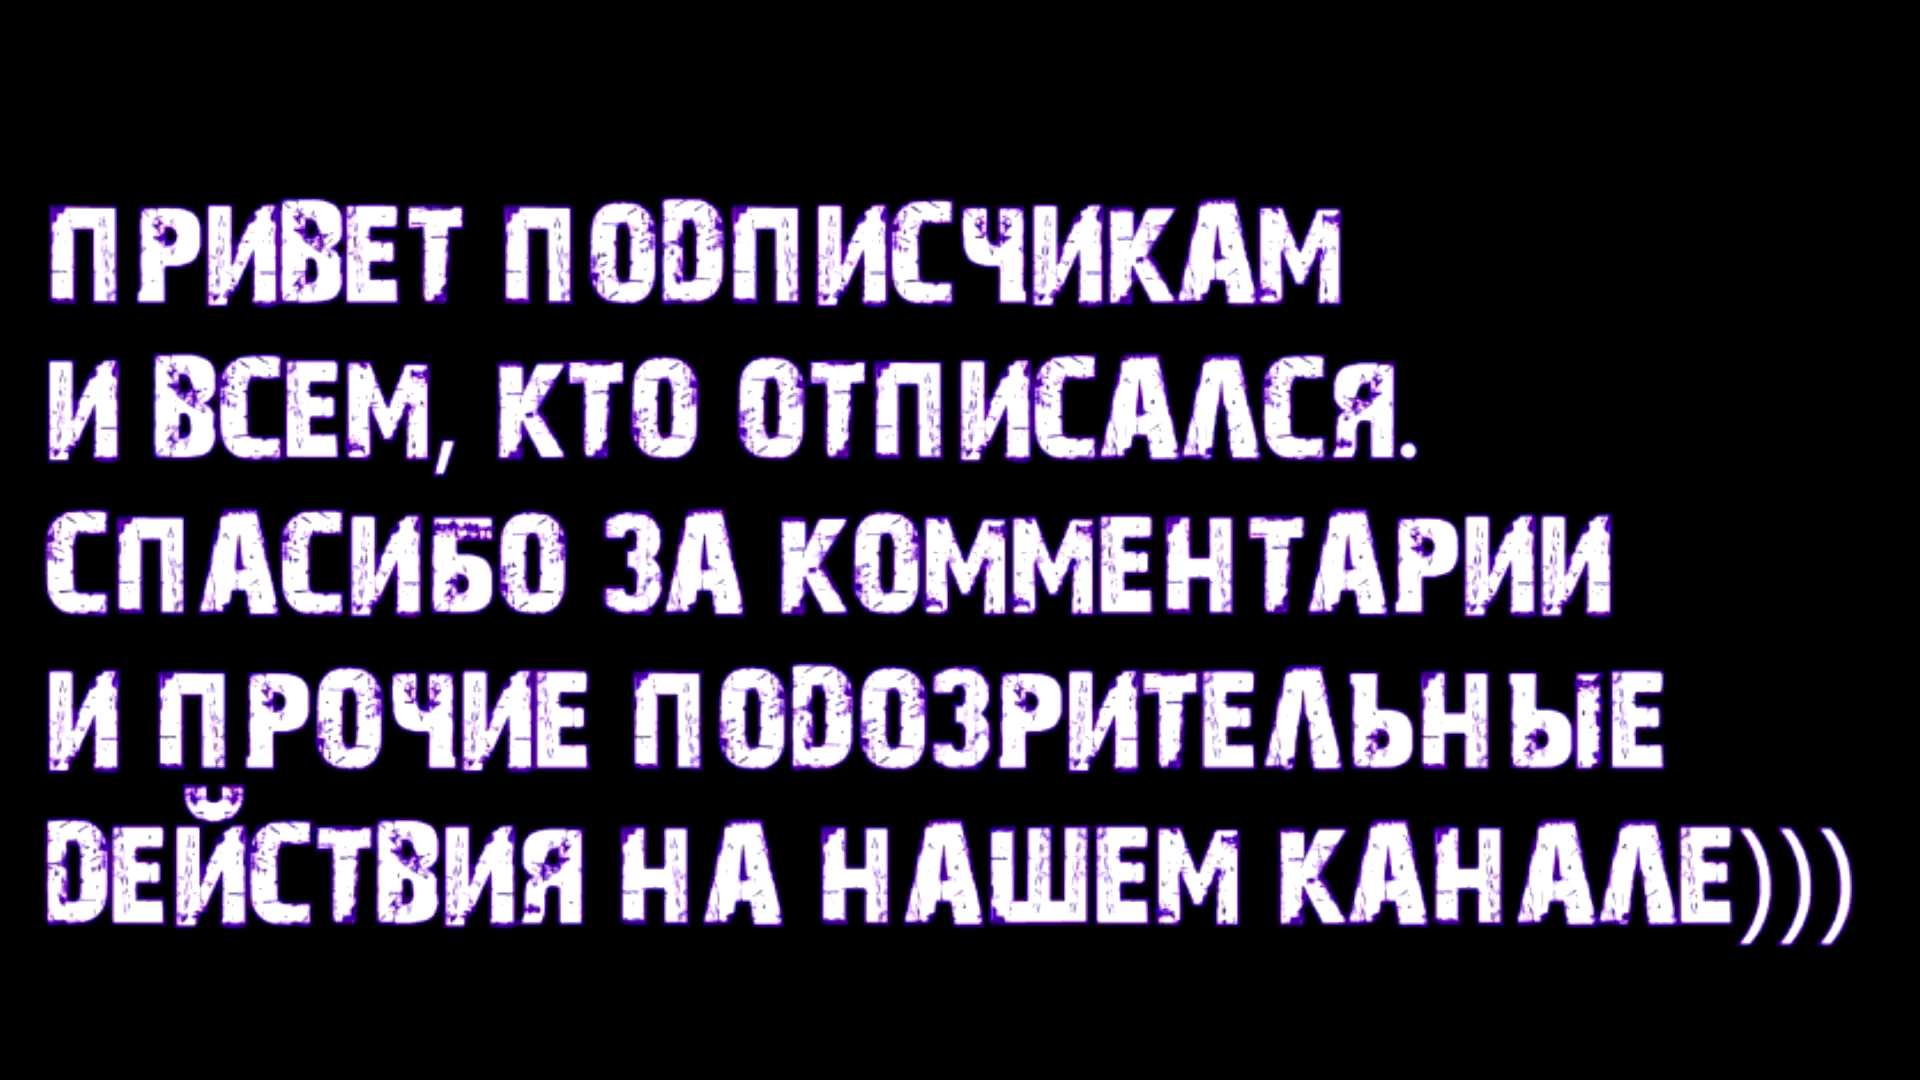 ПРИВЕТ ПОДПИСЧИКАМ
И ВСЕМ, КТО ОТПИСАЛСЯ.
СПАСИБО ЗА КОММЕНТАРИИ
И ПРОЧИЕ ПОДОЗРИТЕЛЬНЫЕ
ДЕЙСТВИЯ НА НАШЕМ КАНАЛЕ)))